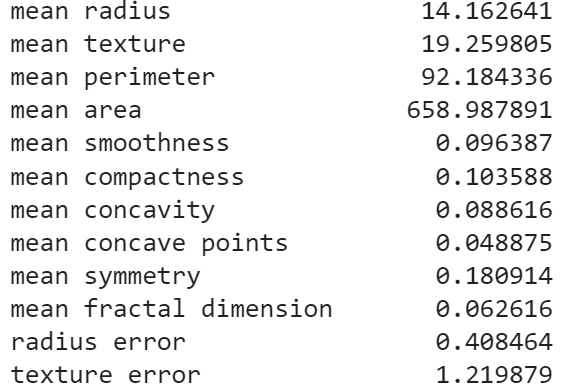 mean radius 14.162641
mean texture 19.259805
mean perimeter 92.184336
mean area 658.987891
mean smoothness 0.096387
mean compactness 0.103588
mean concavity 0.088616
mean concave points 0.048875
mean symmetry 0.180914
mean fractal dimension 0.062616
radius error 0.408464
texture error 1.219879